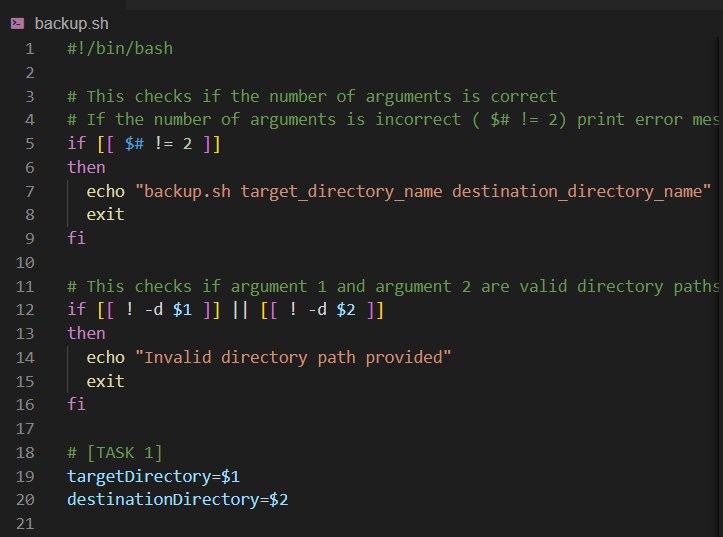 backup.sh
1 #!/bin/bash
2
3 # This checks if the number of arguments is correct
4 # If the number of arguments is incorrect ( $# != 2) print error mes
5 if [[ $# != 2 ]]
6 then
7   echo "backup.sh target_directory_name destination_directory_name"
8   exit
9 fi
10
11 # This checks if argument 1 and argument 2 are valid directory paths
12 if [[ ! -d $1 ]] || [[ ! -d $2 ]]
13 then
14   echo "Invalid directory path provided"
15   exit
16 fi
17
18 # [TASK 1]
19 targetDirectory=$1
20 destinationDirectory=$2
21